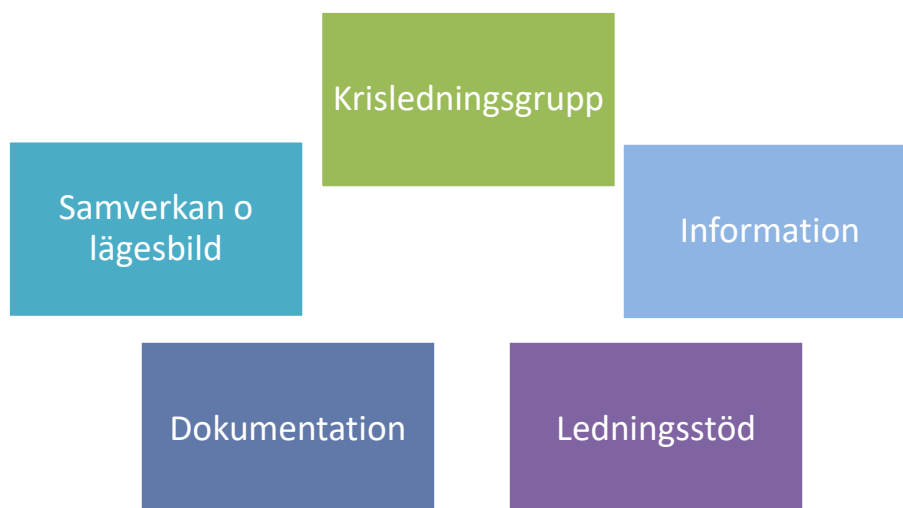 Krisledningsgrupp
Samverkan o
lägesbild
Information
Dokumentation
Ledningsstöd